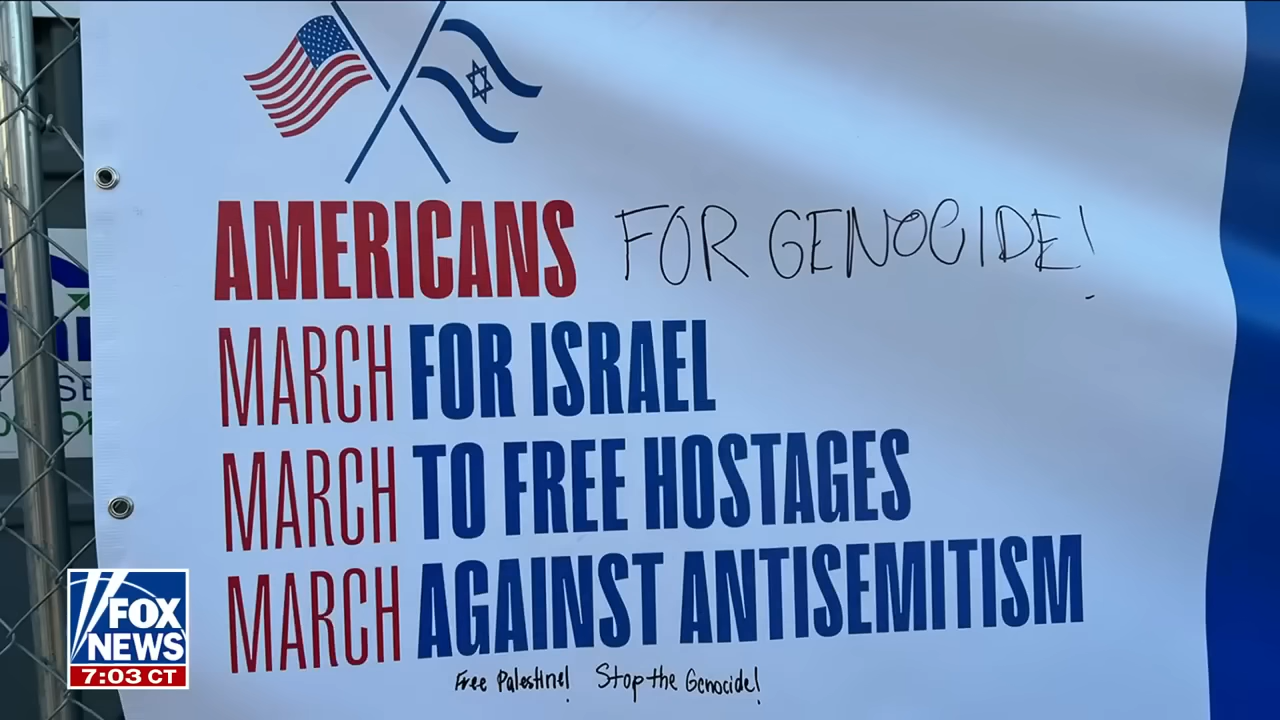 AMERICANS FOR GENOCIDE!
MARCH FOR ISRAEL
MARCH TO FREE HOSTAGES
MARCH AGAINST ANTISEMITISM
Free Palestine! Stop the Genocide!
FOX
NEWS
7:03 CT